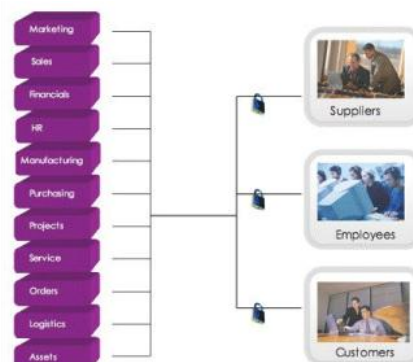 Marketing
Sales
Financials
HR
Manufacturing
Purchasing
Projects
Service
Orders
Logistics
Assets
Suppliers
Employees
Customers